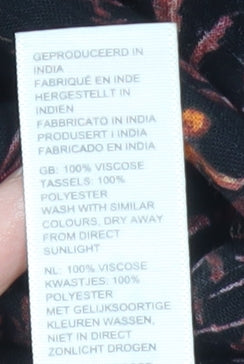 GEPRODUCEERD IN
INDIA
FABRIQUÉ EN INDE
HERGESTELLT IN
INDIEN
FABBRICATO IN INDIA
PRODUSERT I INDIA
FABRICADO EN INDIA
GB: 100% VISCOSE
TASSELS: 100%
POLYESTER
WASH WITH SIMILAR
COLOURS, DRY AWAY
FROM DIRECT
SUNLIGHT
NL: 100% VISCOSE
KWASTJES: 100%
POLYESTER
MET GELIJKSOORTIGE
KLEUREN WASSEN,
NIET IN DIRECT
ZONLICHT DROGEN